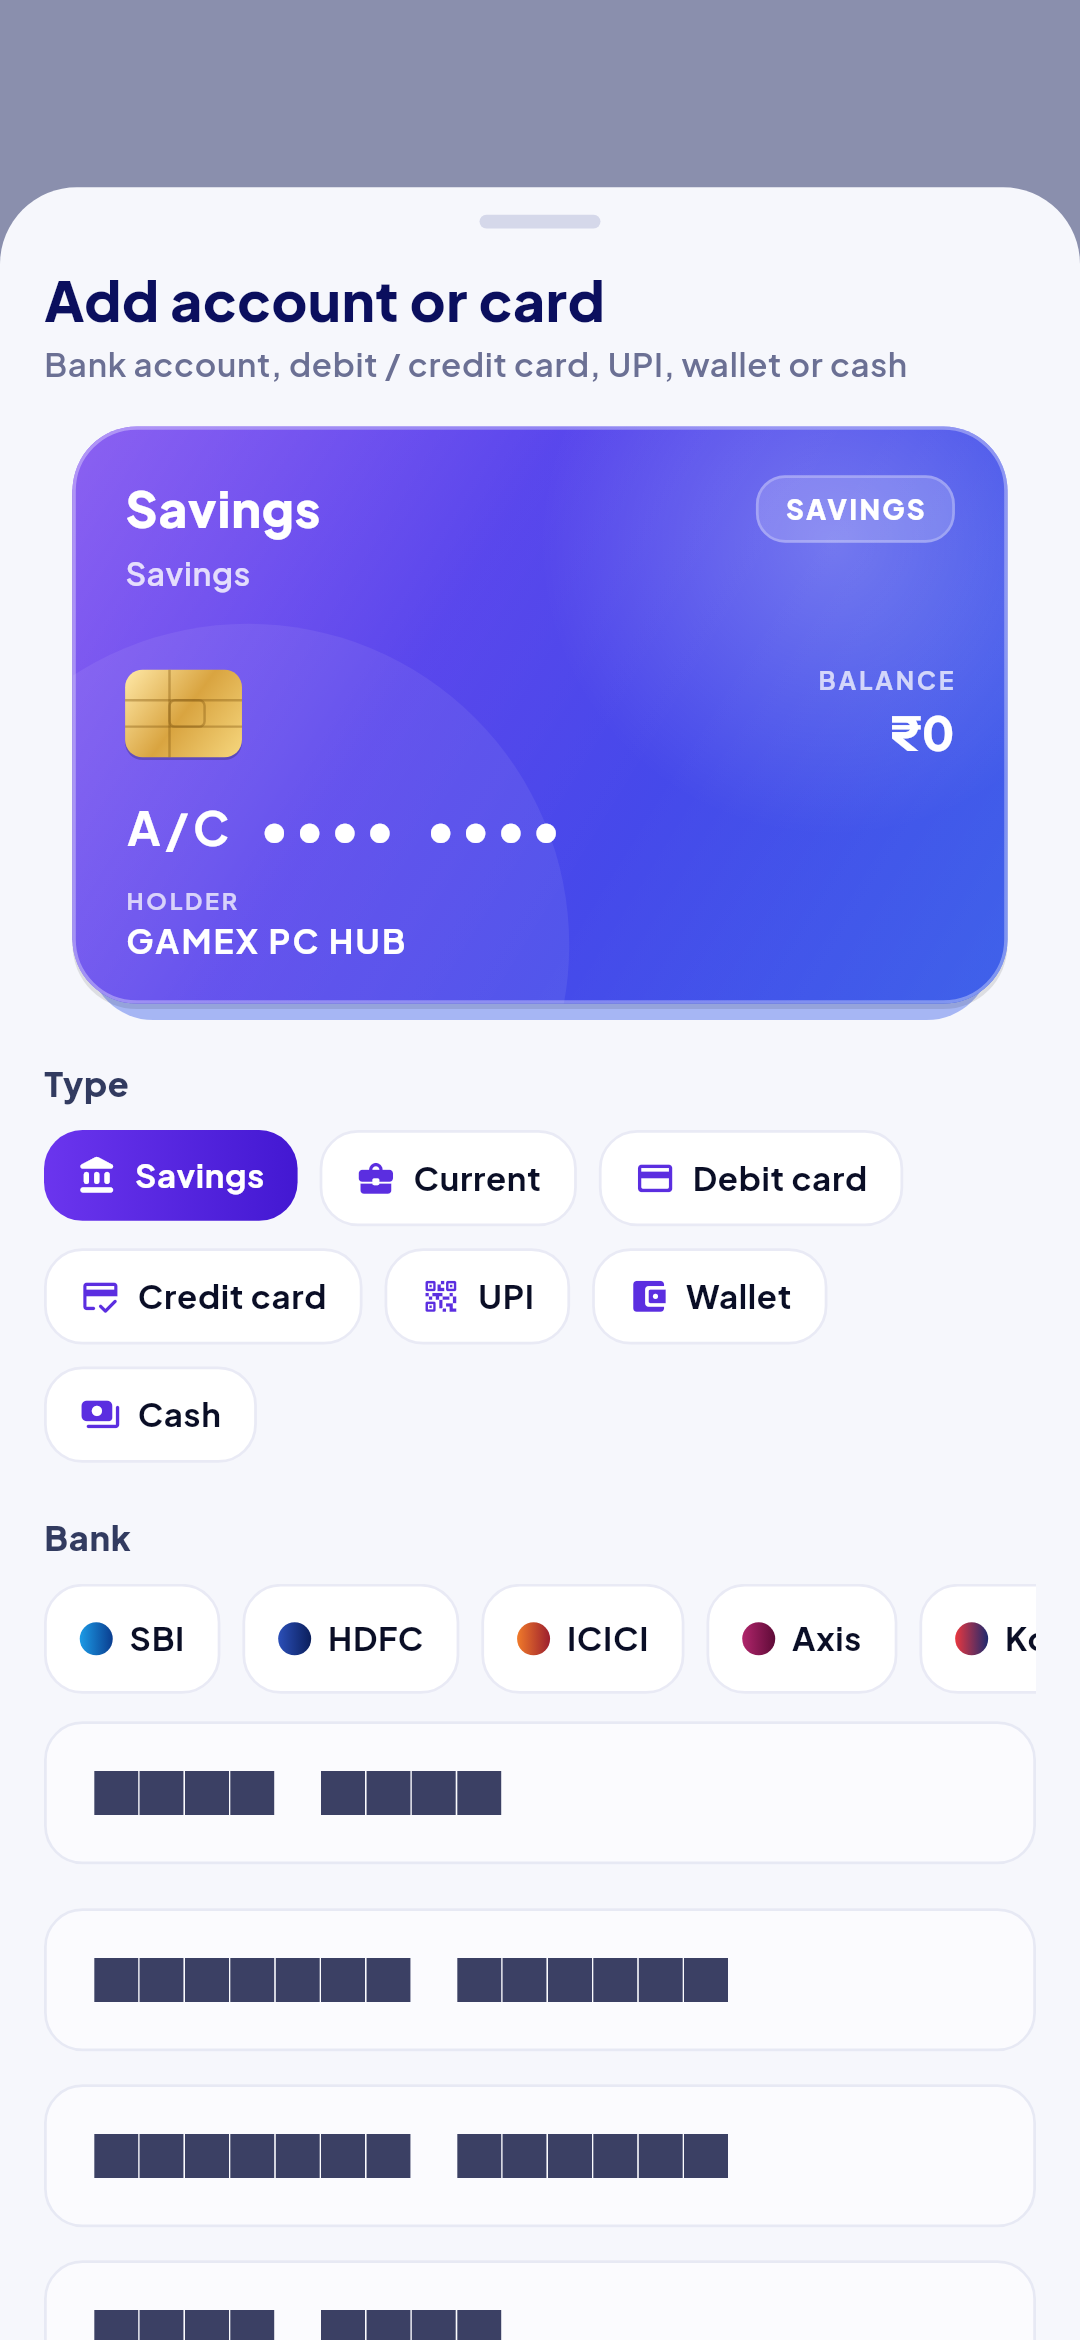 Add account or card
Bank account, debit / credit card, UPI, wallet or cash
Savings
SAVINGS
Savings
BALANCE
₹0
A/C •••• ••••
HOLDER
GAMEX PC HUB
Type
Savings
Current
Debit card
Credit card
UPI
Wallet
Cash
Bank
SBI
HDFC
ICICI
Axis